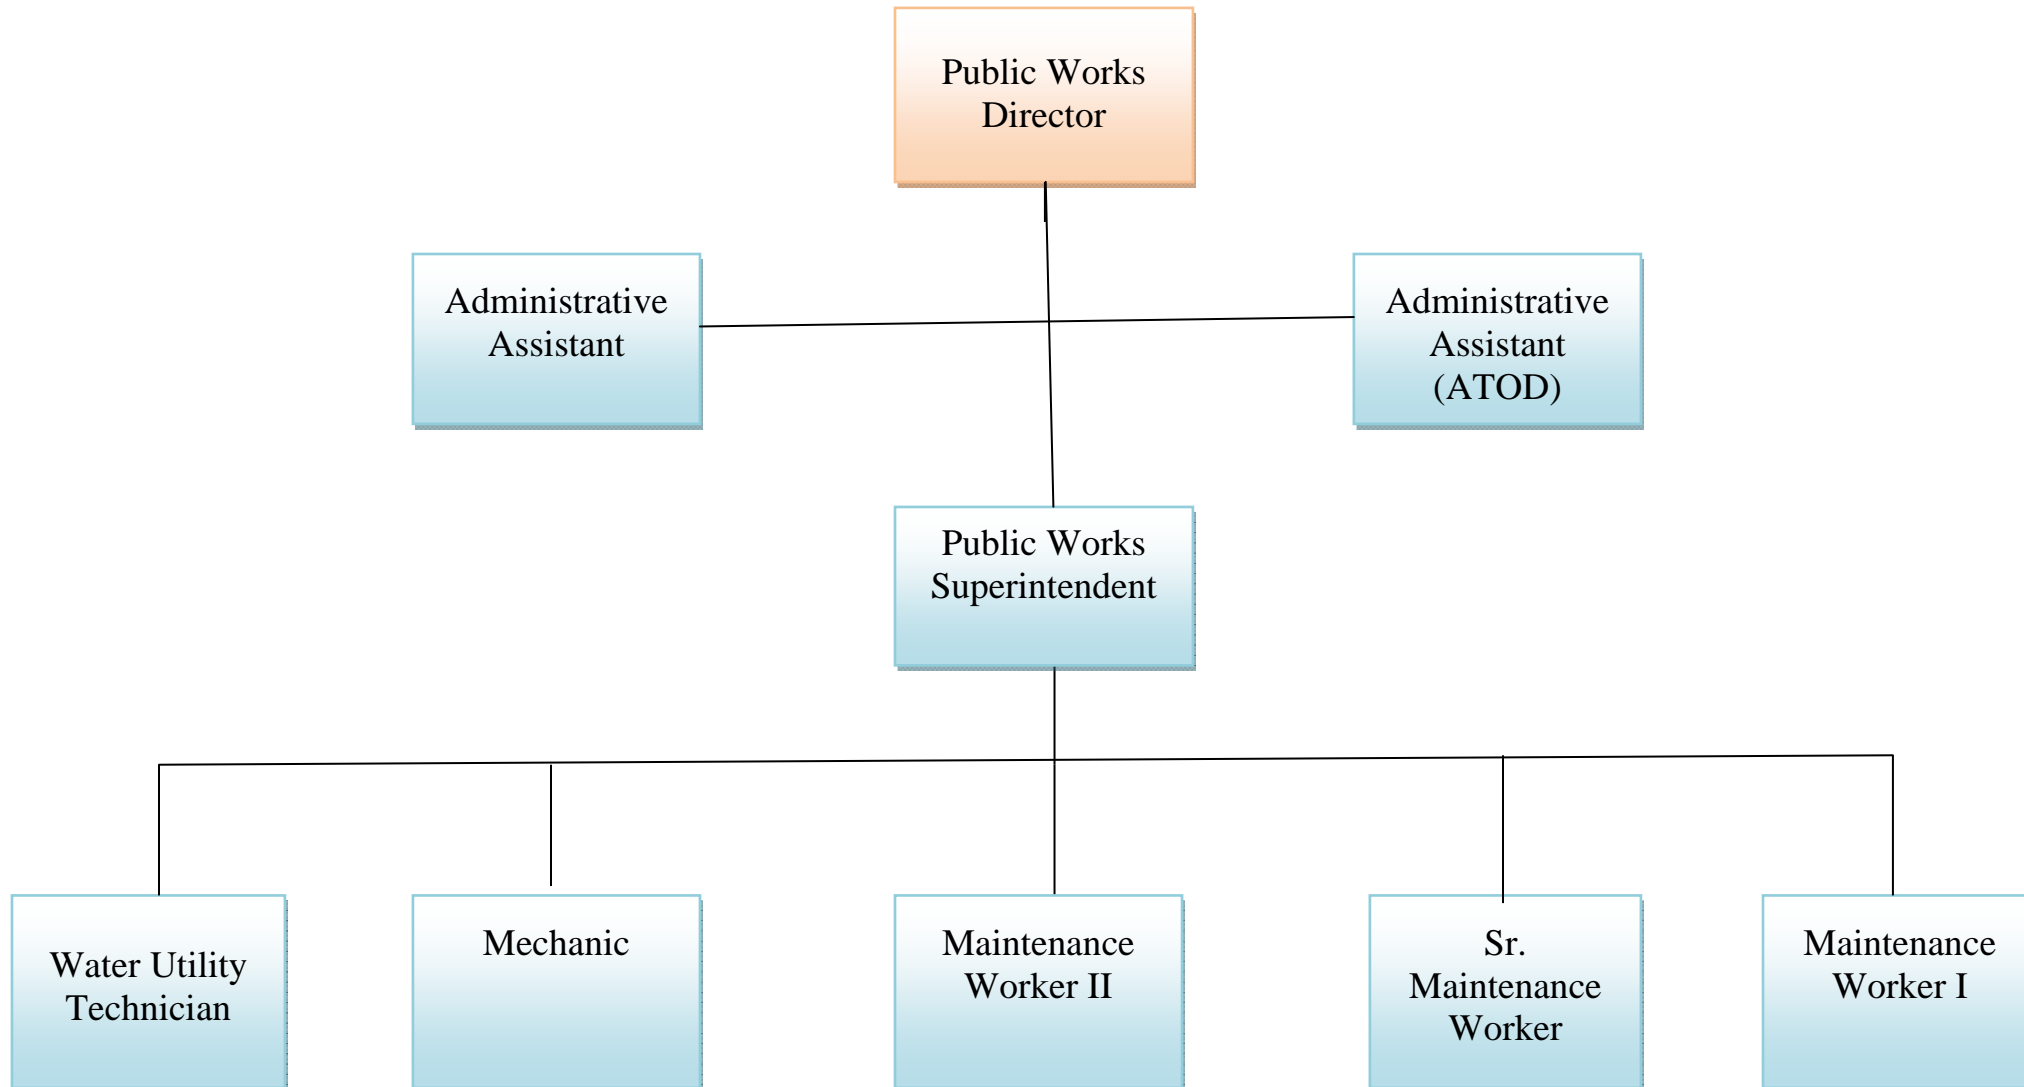 Public Works
Director
Administrative
Assistant
Administrative
Assistant
(ATOD)
Public Works
Superintendent
Water Utility
Technician
Mechanic
Maintenance
Worker II
Sr.
Maintenance
Worker
Maintenance
Worker I